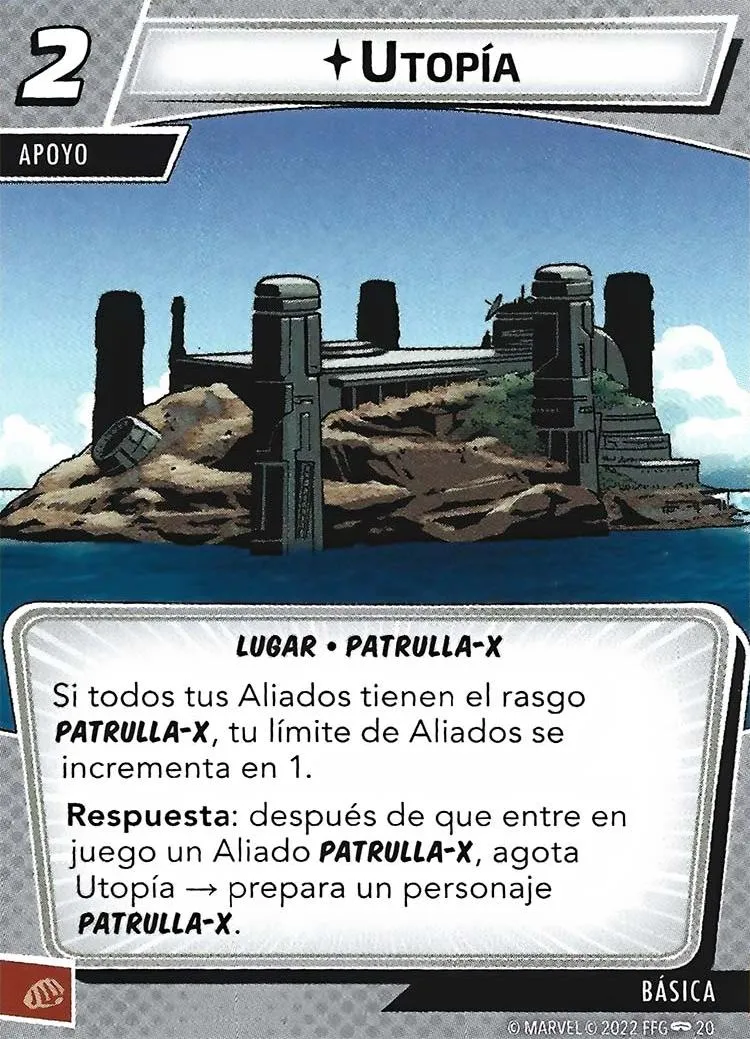 2
Utopía
APOYO
LUGAR • PATRULLA-X
Si todos tus Aliados tienen el rasgo
PATRULLA-X, tu límite de Aliados se
incrementa en 1.
Respuesta: después de que entre en
juego un Aliado PATRULLA-X, agota
Utopía → prepara un personaje
PATRULLA-X.
BÁSICA
© MARVEL © 2022 FFG 20